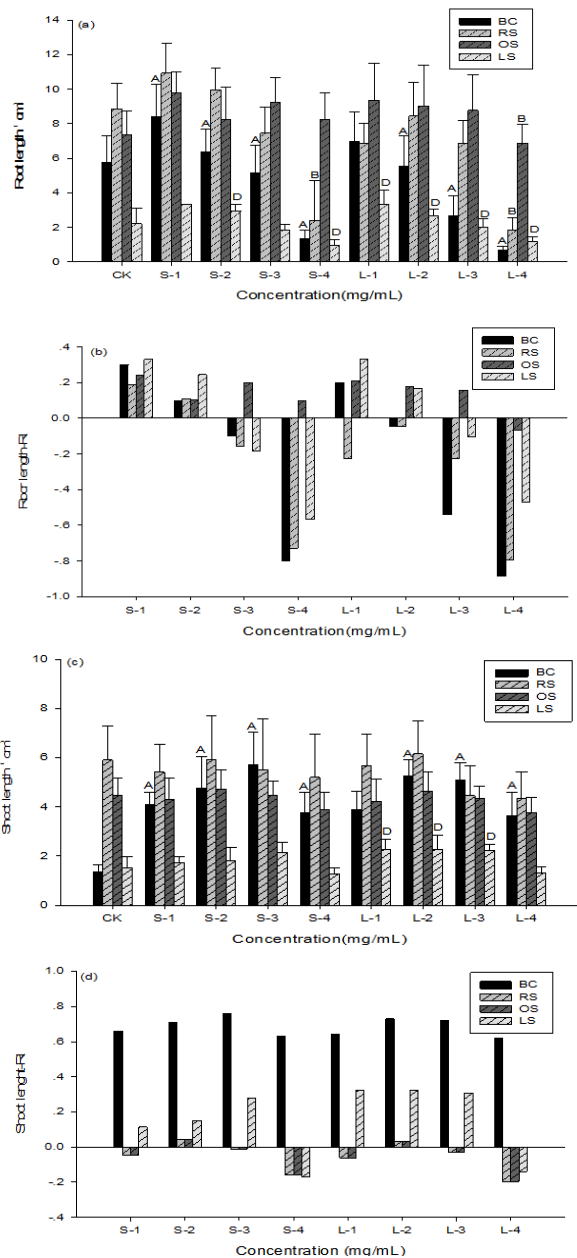 (a)
BC
RS
OS
LS
14
12
10
8
6
4
2
0
Root length/ cm
A A A A A A A
B B B
D D D D D D
CK S-1 S-2 S-3 S-4 L-1 L-2 L-3 L-4
Concentration(mg/mL)
(b)
BC
RS
OS
LS
.4
.2
0.0
-.2
-.4
-.6
-.8
-1.0
Root length-RI
S-1 S-2 S-3 S-4 L-1 L-2 L-3 L-4
Concentration(mg/mL)
(c)
BC
RS
OS
LS
10
8
6
4
2
0
Shoot length/ cm
A A A A A A A
D D D
CK S-1 S-2 S-3 S-4 L-1 L-2 L-3 L-4
Concentration(mg/mL)
(d)
BC
RS
OS
LS
1.0
.8
.6
.4
.2
0.0
-.2
-.4
Shoot lenght-RI
S-1 S-2 S-3 S-4 L-1 L-2 L-3 L-4
Concentration (mg/mL)